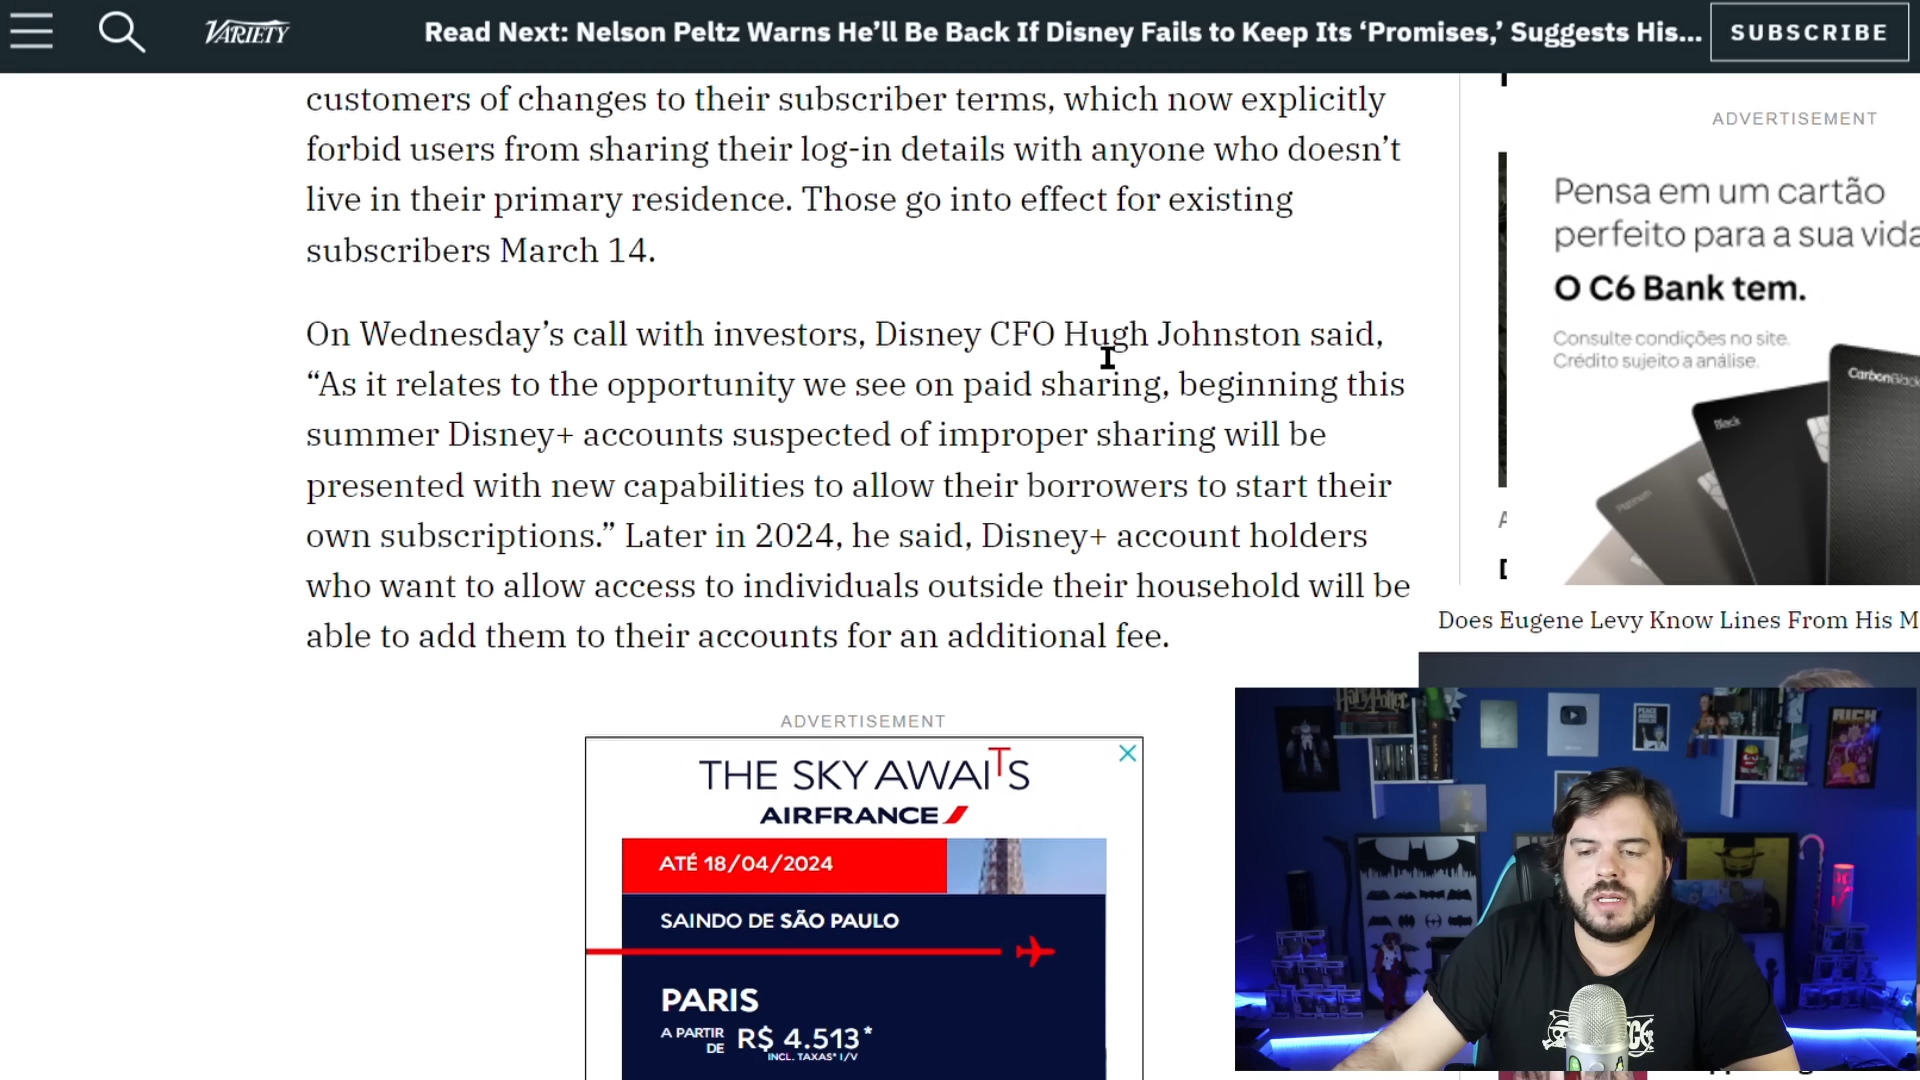 VARIETY
Read Next: Nelson Peltz Warns He’ll Be Back If Disney Fails to Keep Its ‘Promises,’ Suggests His...
SUBSCRIBE
customers of changes to their subscriber terms, which now explicitly
forbid users from sharing their log-in details with anyone who doesn’t
live in their primary residence. Those go into effect for existing
subscribers March 14.
On Wednesday’s call with investors, Disney CFO Hugh Johnston said,
“As it relates to the opportunity we see on paid sharing, beginning this
summer Disney+ accounts suspected of improper sharing will be
presented with new capabilities to allow their borrowers to start their
own subscriptions.” Later in 2024, he said, Disney+ account holders
who want to allow access to individuals outside their household will be
able to add them to their accounts for an additional fee.
ADVERTISEMENT
THE SKY AWAITS
AIRFRANCE
ATÉ 18/04/2024
SAINDO DE SÃO PAULO
PARIS
A PARTIR DE R$ 4.513*
INCL. TAXAS* I/V
ADVERTISEMENT
Pensa em um cartão
perfeito para a sua vida
O C6 Bank tem.
Consulte condições no site.
Crédito sujeito a análise.
Carbon Black
Black
Platinum
Does Eugene Levy Know Lines From His M
Harry Potter
RICH